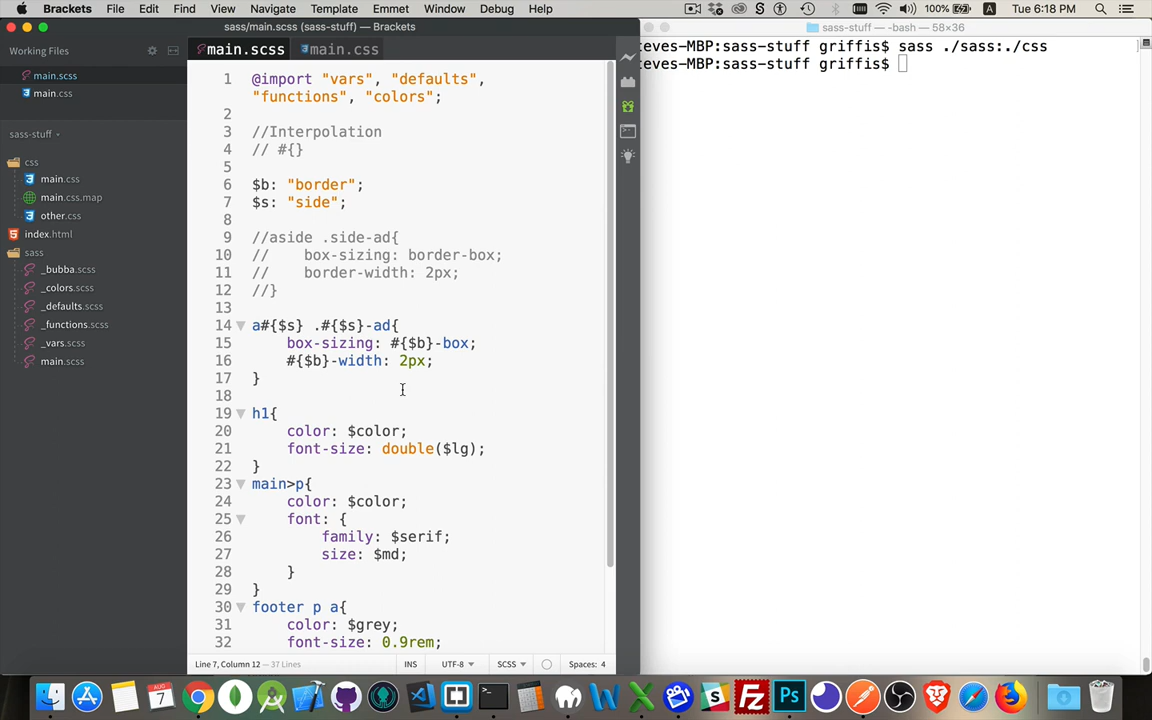 Brackets File Edit Find View Navigate Template Emmet Window Debug Help 100% Tue 6:18 PM
sass/main.scss (sass-stuff) — Brackets
sass-stuff — -bash — 58×36
Working Files
main.scss
main.css
sass-stuff
css
main.css
main.css.map
other.css
index.html
sass
_bubba.scss
_colors.scss
_defaults.scss
_functions.scss
_vars.scss
main.scss
main.scss main.css
1 @import "vars", "defaults",
"functions", "colors";
2
3 //Interpolation
4 // #{}
5
6 $b: "border";
7 $s: "side";
8
9 //aside .side-ad{
10 //    box-sizing: border-box;
11 //    border-width: 2px;
12 //}
13
14 a#{$s} .#{$s}-ad{
15     box-sizing: #{$b}-box;
16     #{$b}-width: 2px;
17 }
18
19 h1{
20     color: $color;
21     font-size: double($lg);
22 }
23 main>p{
24     color: $color;
25     font: {
26         family: $serif;
27         size: $md;
28     }
29 }
30 footer p a{
31     color: $grey;
32     font-size: 0.9rem;
Line 7, Column 12 — 37 Lines INS UTF-8 SCSS Spaces: 4
teves-MBP:sass-stuff griffis$ sass ./sass:./css
teves-MBP:sass-stuff griffis$
AUG
7